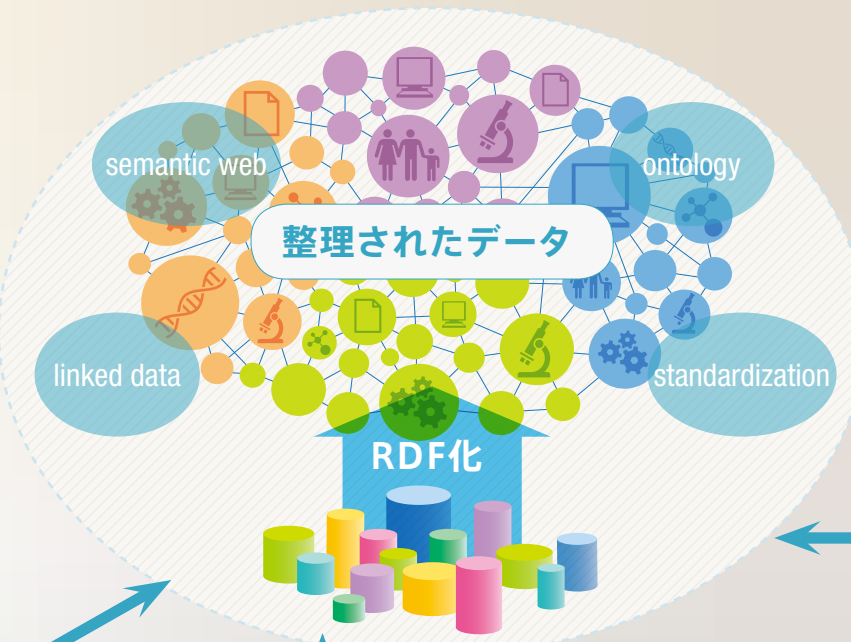 semantic web
ontology
整理されたデータ
linked data
standardization
RDF化